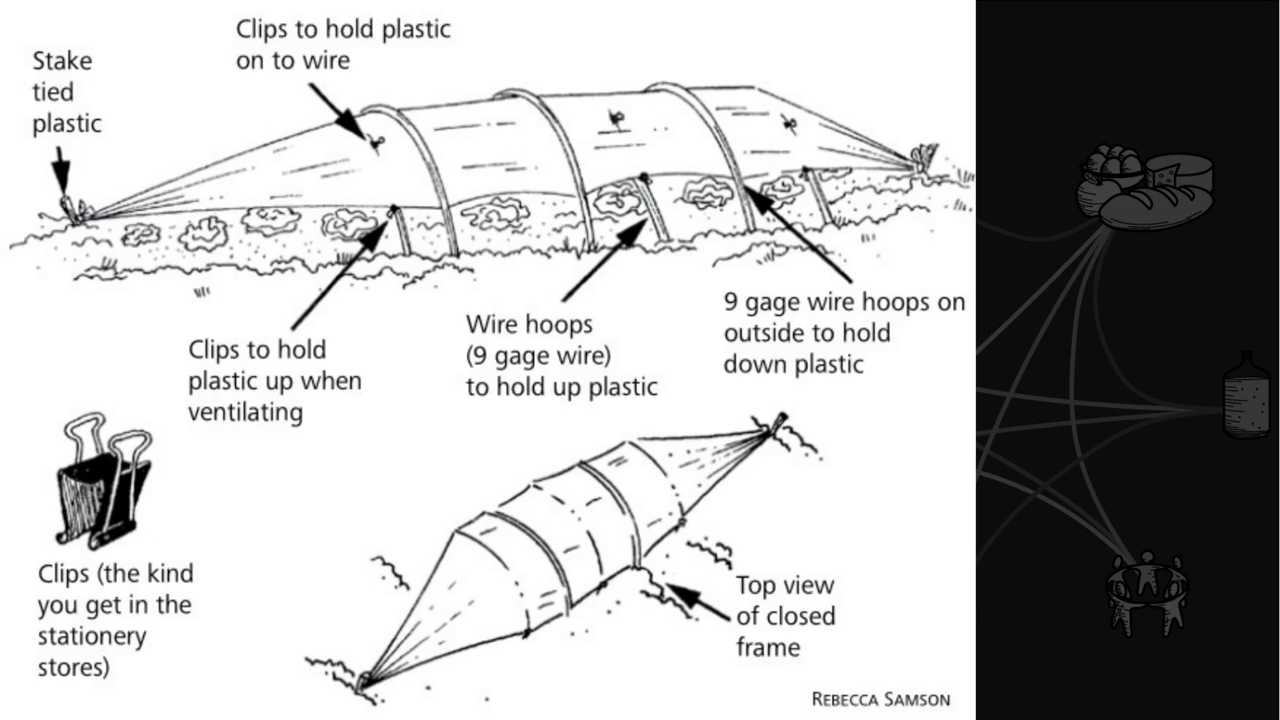 Clips to hold plastic
on to wire
Stake
tied
plastic
9 gage wire hoops on
outside to hold
down plastic
Wire hoops
(9 gage wire)
to hold up plastic
Clips to hold
plastic up when
ventilating
Clips (the kind
you get in the
stationery
stores)
Top view
of closed
frame
REBECCA SAMSON